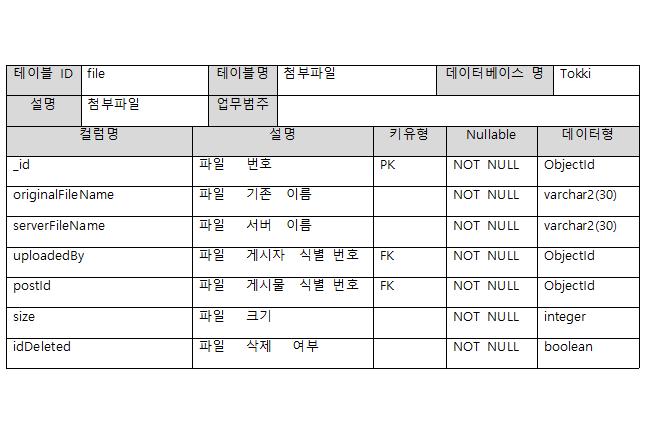 테이블 ID file 테이블명 첨부파일 데이터베이스 명 Tokki
설명 첨부파일 업무범주
컬럼명 설명 키유형 Nullable 데이터형
_id 파일 번호 PK NOT NULL ObjectId
originalFileName 파일 기존 이름 NOT NULL varchar2(30)
serverFileName 파일 서버 이름 NOT NULL varchar2(30)
uploadedBy 파일 게시자 식별 번호 FK NOT NULL ObjectId
postId 파일 게시물 식별 번호 FK NOT NULL ObjectId
size 파일 크기 NOT NULL integer
idDeleted 파일 삭제 여부 NOT NULL boolean